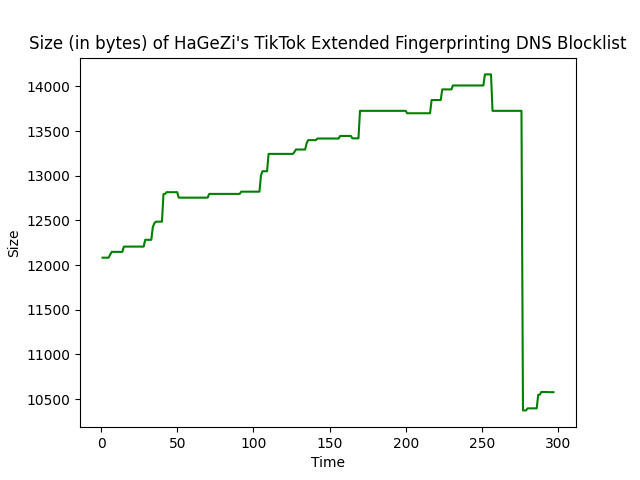 Size (in bytes) of HaGeZi's TikTok Extended Fingerprinting DNS Blocklist
14000
13500
13000
12500
12000
11500
11000
10500
Size
0 50 100 150 200 250 300
Time